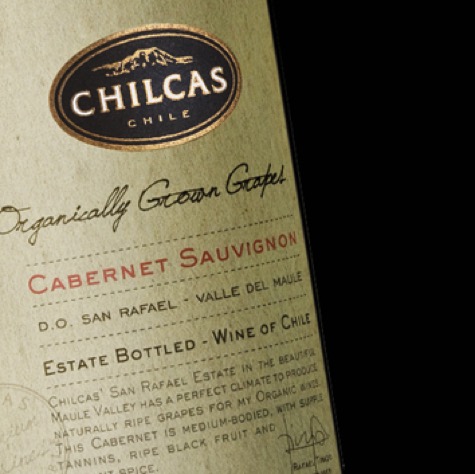 CHILCAS
CHILE
Organically Grown Grapes
CABERNET SAUVIGNON
D.O. SAN RAFAEL - VALLE DEL MAULE
ESTATE BOTTLED - WINE OF CHILE
CHILCAS' SAN RAFAEL ESTATE IN THE BEAUTIFUL
MAULE VALLEY HAS A PERFECT CLIMATE TO PRODUCE
NATURALLY RIPE GRAPES FOR MY ORGANIC WINES.
THIS CABERNET IS MEDIUM-BODIED, WITH SUPPLE
TANNINS, RIPE BLACK FRUIT AND
SPICE.